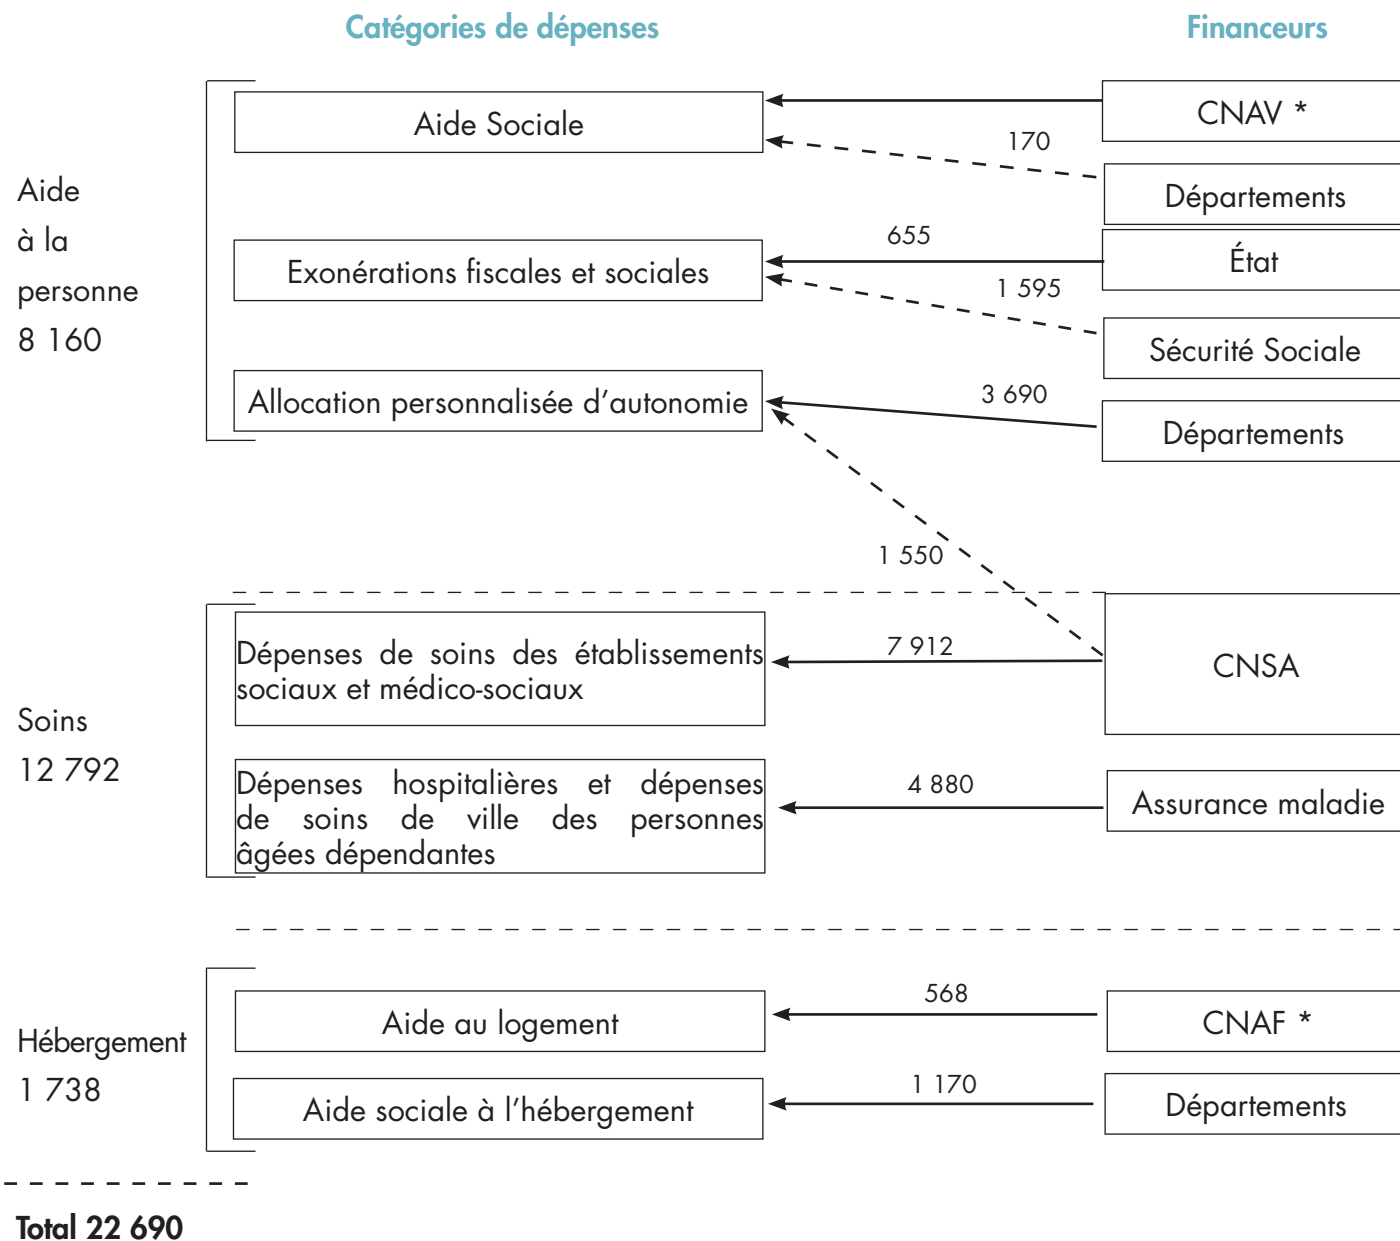 Catégories de dépenses
Financeurs
Aide Sociale
CNAV *
170
Départements
Aide
à la
personne
8 160
655
Exonérations fiscales et sociales
État
1 595
Sécurité Sociale
Allocation personnalisée d’autonomie
3 690
Départements
1 550
Soins
12 792
Dépenses de soins des établissements
sociaux et médico-sociaux
7 912
CNSA
Dépenses hospitalières et dépenses
de soins de ville des personnes
âgées dépendantes
4 880
Assurance maladie
Hébergement
1 738
Aide au logement
568
CNAF *
Aide sociale à l’hébergement
1 170
Départements
Total 22 690